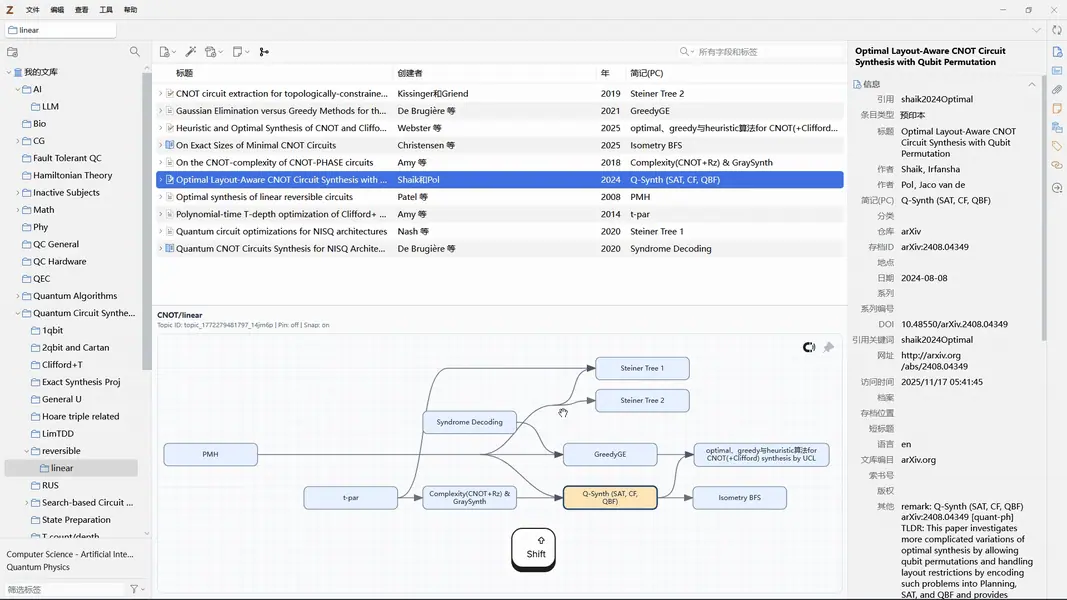 Z 文件 编辑 查看 工具 帮助
linear
我的文库
AI
LLM
Bio
CG
Fault Tolerant QC
Hamiltonian Theory
Inactive Subjects
Math
Phy
QC General
QC Hardware
QEC
Quantum Algorithms
Quantum Circuit Synthe...
1qbit
2qbit and Cartan
Clifford+T
Exact Synthesis Proj
General U
Hoare triple related
LimTDD
reversible
linear
RUS
Search-based Circuit ...
State Preparation
T count/depth
Computer Science - Artificial Inte...
Quantum Physics
筛选标签
所有字段和标签
标题 创建者 年 简记(PC)
CNOT circuit extraction for topologically-constraine... Kissinger和Griend 2019 Steiner Tree 2
Gaussian Elimination versus Greedy Methods for th... De Brugière 等 2021 GreedyGE
Heuristic and Optimal Synthesis of CNOT and Cliffo... Webster 等 2025 optimal、greedy与heuristic算法for CNOT(+Clifford...
On Exact Sizes of Minimal CNOT Circuits Christensen 等 2025 Isometry BFS
On the CNOT-complexity of CNOT-PHASE circuits Amy 等 2018 Complexity(CNOT+Rz) & GraySynth
Optimal Layout-Aware CNOT Circuit Synthesis with ... Shaik和Pol 2024 Q-Synth (SAT, CF, QBF)
Optimal synthesis of linear reversible circuits Patel 等 2008 PMH
Polynomial-time T-depth optimization of Clifford+ ... Amy 等 2014 t-par
Quantum circuit optimizations for NISQ architectures Nash 等 2020 Steiner Tree 1
Quantum CNOT Circuits Synthesis for NISQ Archite... De Brugière 等 2020 Syndrome Decoding
CNOT/linear
Topic ID: topic_1772279481797_14jm6p | Pin: off | Snap: on
Steiner Tree 1
Steiner Tree 2
Syndrome Decoding
PMH
GreedyGE
optimal、greedy与heuristic算法for
CNOT(+Clifford) synthesis by UCL
t-par
Complexity(CNOT+Rz) &
GraySynth
Q-Synth (SAT, CF,
QBF)
Isometry BFS
Shift
Optimal Layout-Aware CNOT Circuit
Synthesis with Qubit Permutation
信息
引用 shaik2024Optimal
条目类型 预印本
标题 Optimal Layout-Aware CNOT
Circuit Synthesis with Qubit
Permutation
作者 Shaik, Irfansha
作者 Pol, Jaco van de
简记(PC) Q-Synth (SAT, CF, QBF)
分类
仓库 arXiv
存档ID arXiv:2408.04349
地点
日期 2024-08-08
系列
系列编号
DOI 10.48550/arXiv.2408.04349
引用关键词 shaik2024Optimal
网址 http://arxiv.org
/abs/2408.04349
访问时间 2025/11/17 05:41:45
档案
存档位置
短标题
语言 en
文库编目 arXiv.org
索书号
版权
其他 remark: Q-Synth (SAT, CF, QBF)
arXiv:2408.04349 [quant-ph]
TLDR: This paper investigates
more complicated variations of
optimal synthesis by allowing
qubit permutations and handling
layout restrictions by encoding
such problems into Planning,
SAT, and QBF and provides